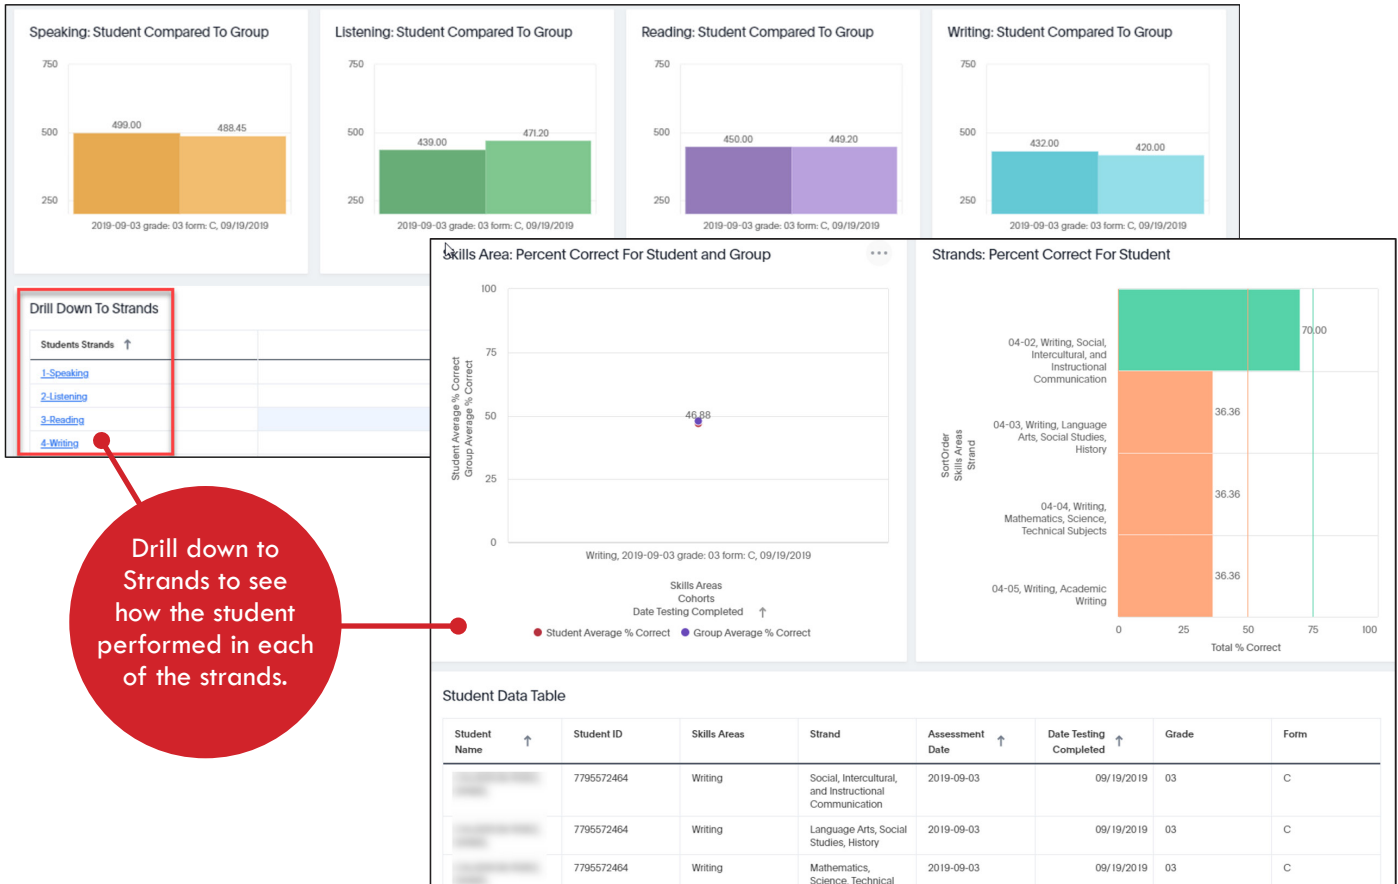 Speaking: Student Compared To Group
750
500
250
499.00
488.45
2019-09-03 grade: 03 form: C, 09/19/2019
Listening: Student Compared To Group
750
500
250
439.00
471.20
2019-09-03 grade: 03 form: C, 09/19/2019
Reading: Student Compared To Group
750
500
250
450.00
449.20
2019-09-03 grade: 03 form: C, 09/19/2019
Writing: Student Compared To Group
750
500
250
432.00
420.00
2019-09-03 grade: 03 form: C, 09/19/2019
Drill Down To Strands
Students Strands ↑
1-Speaking
2-Listening
3-Reading
4-Writing
Drill down to
Strands to see
how the student
performed in each
of the strands.
Skills Area: Percent Correct For Student and Group
100
75
50
25
0
Student Average % Correct
Group Average % Correct
46.88
Writing, 2019-09-03 grade: 03 form: C, 09/19/2019
Skills Areas
Cohorts
Date Testing Completed ↑
Student Average % Correct Group Average % Correct
Strands: Percent Correct For Student
SortOrder
Skills Areas
Strand
04-02, Writing, Social,
Intercultural, and
Instructional
Communication
70.00
04-03, Writing, Language
Arts, Social Studies,
History
36.36
04-04, Writing,
Mathematics, Science,
Technical Subjects
36.36
04-05, Writing, Academic
Writing
36.36
0 25 50 75 100
Total % Correct
Student Data Table
Student Name ↑ Student ID Skills Areas Strand Assessment Date ↑ Date Testing Completed ↑ Grade Form
7795572464 Writing Social, Intercultural, 2019-09-03 09/19/2019 03 C
and Instructional
Communication
7795572464 Writing Language Arts, Social 2019-09-03 09/19/2019 03 C
Studies, History
7795572464 Writing Mathematics, 2019-09-03 09/19/2019 03 C
Science, Technical